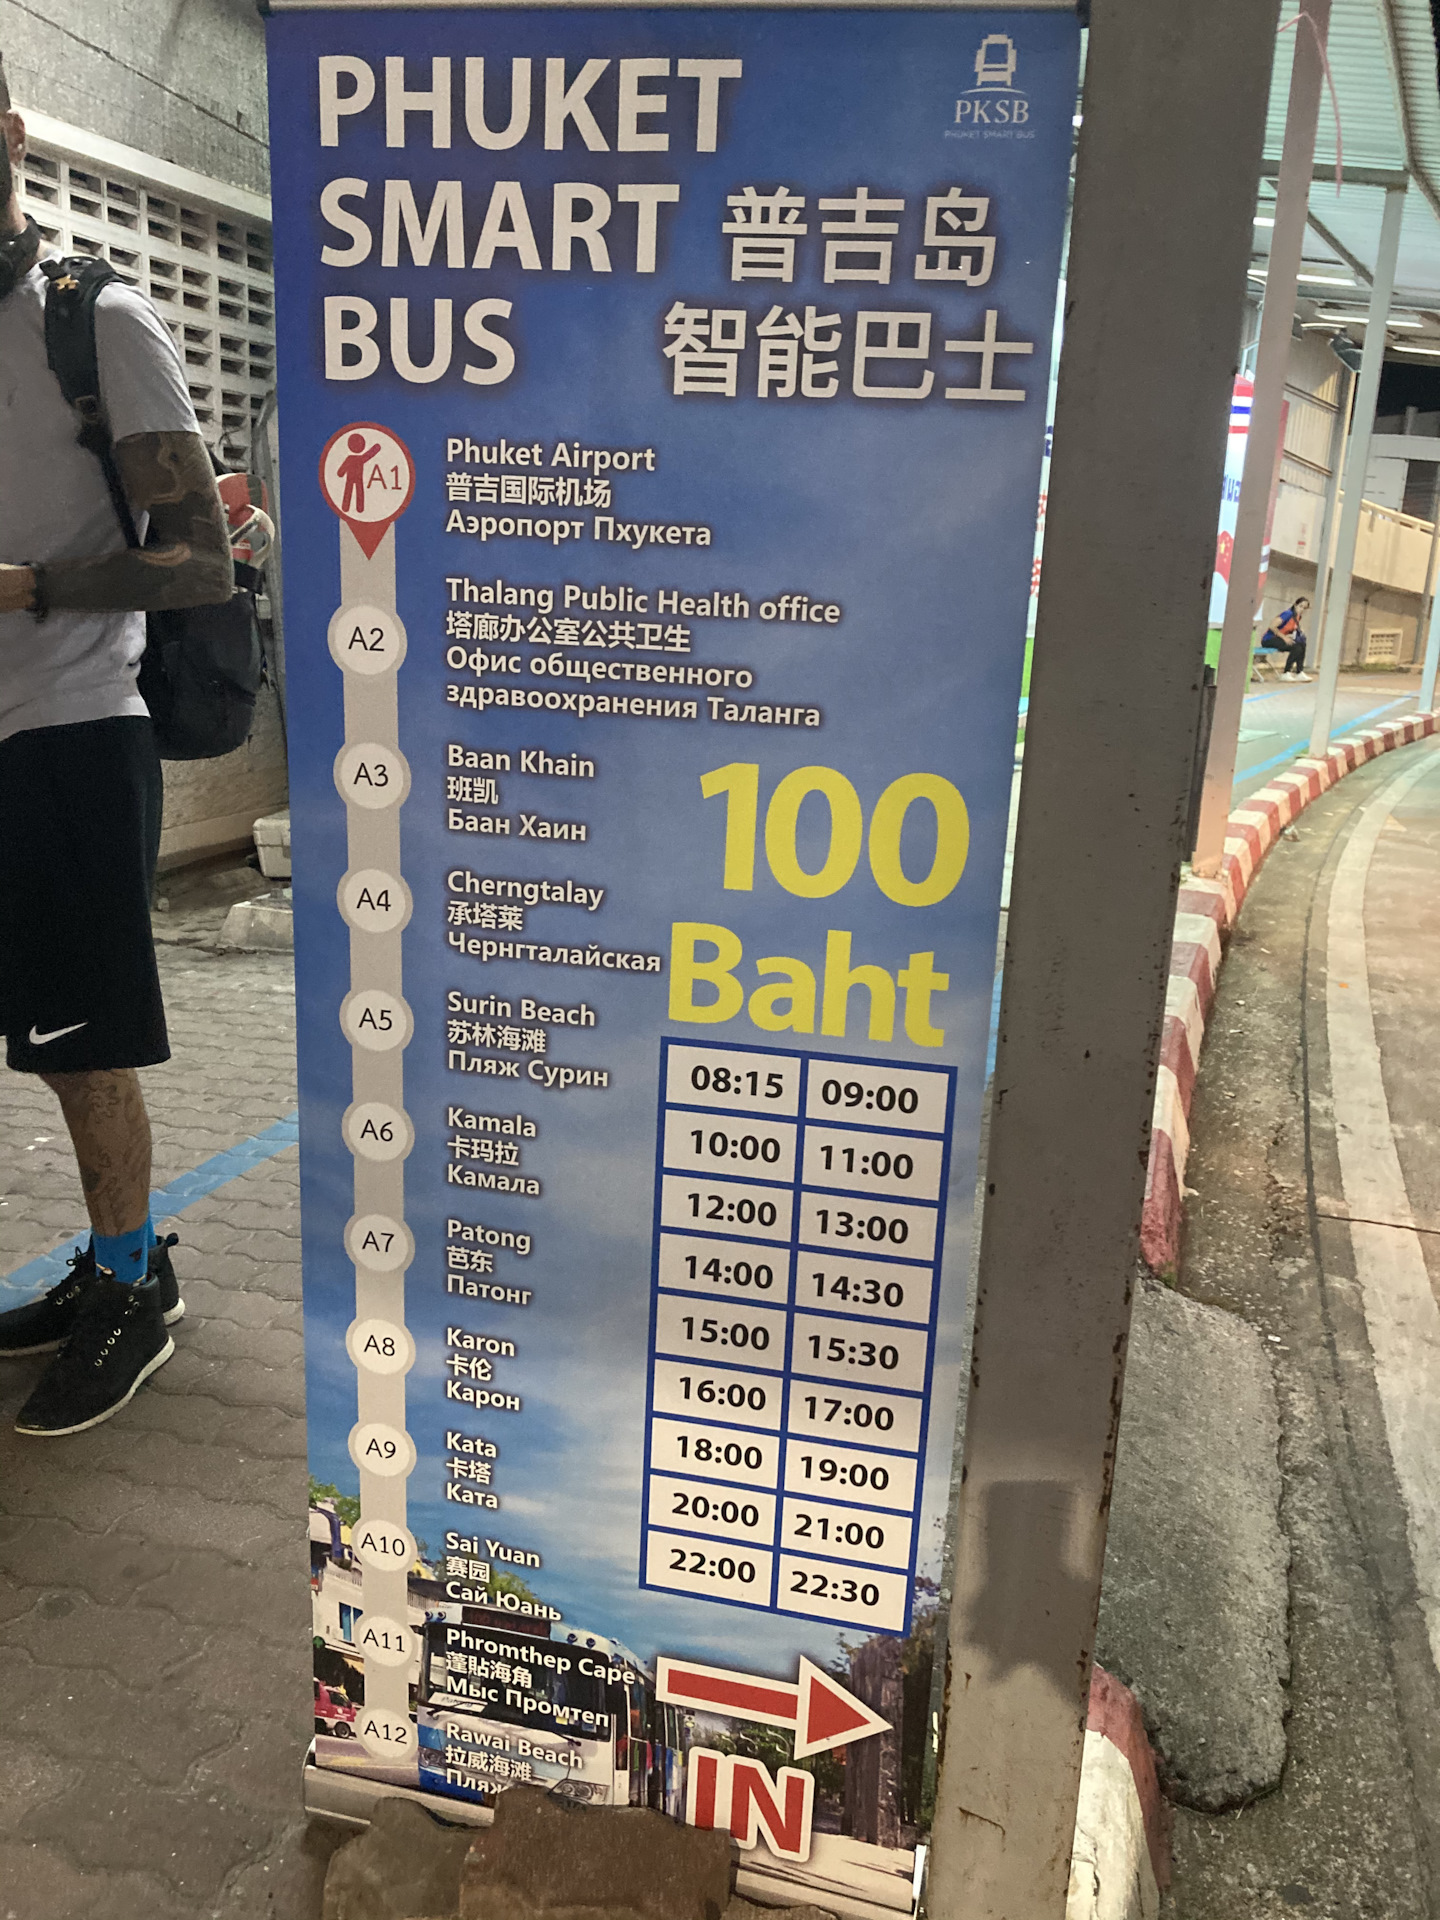 PHUKET
SMART
BUS
普吉岛
智能巴士
PKSB
PHUKET SMART BUS
A1
Phuket Airport
普吉国际机场
Аэропорт Пхукета
A2
Thalang Public Health office
塔廊办公室公共卫生
Офис общественного
здравоохранения Таланга
A3
Baan Khain
班凯
Баан Хаин
A4
Cherngtalay
承塔莱
Чернгталайская
A5
Surin Beach
苏林海滩
Пляж Сурин
A6
Kamala
卡玛拉
Камала
A7
Patong
芭东
Патонг
A8
Karon
卡伦
Карон
A9
Kata
卡塔
Ката
A10
Sai Yuan
赛园
Сай Юань
A11
Phromthep Cape
蓬贴海角
Мыс Промтеп
A12
Rawai Beach
拉威海滩
100
Baht
08:15 09:00
10:00 11:00
12:00 13:00
14:00 14:30
15:00 15:30
16:00 17:00
18:00 19:00
20:00 21:00
22:00 22:30
IN